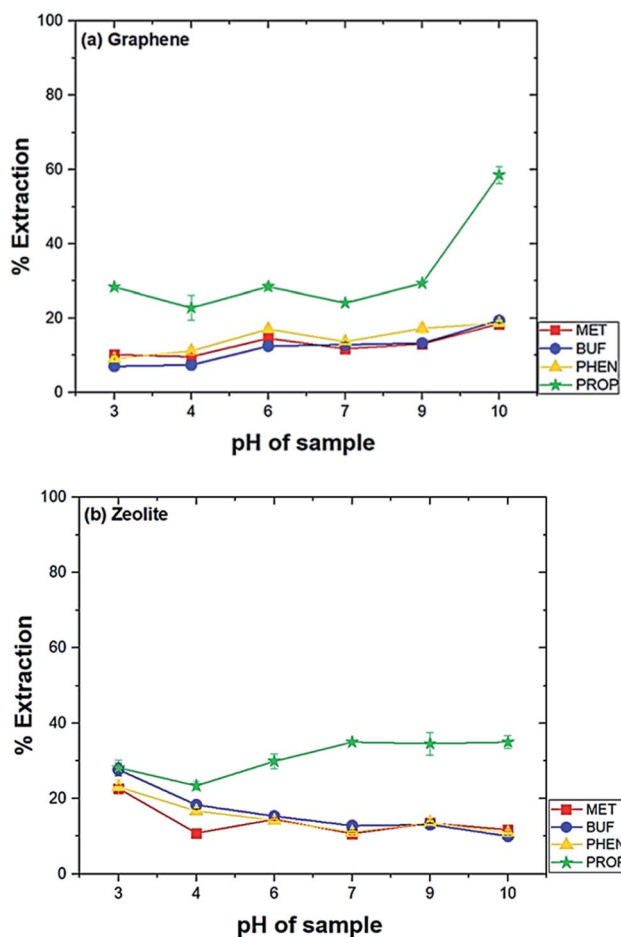 (a) Graphene
100
80
60
40
20
0
% Extraction
3 4 6 7 9 10
pH of sample
MET
BUF
PHEN
PROP
(b) Zeolite
100
80
60
40
20
0
% Extraction
3 4 6 7 9 10
pH of sample
MET
BUF
PHEN
PROP